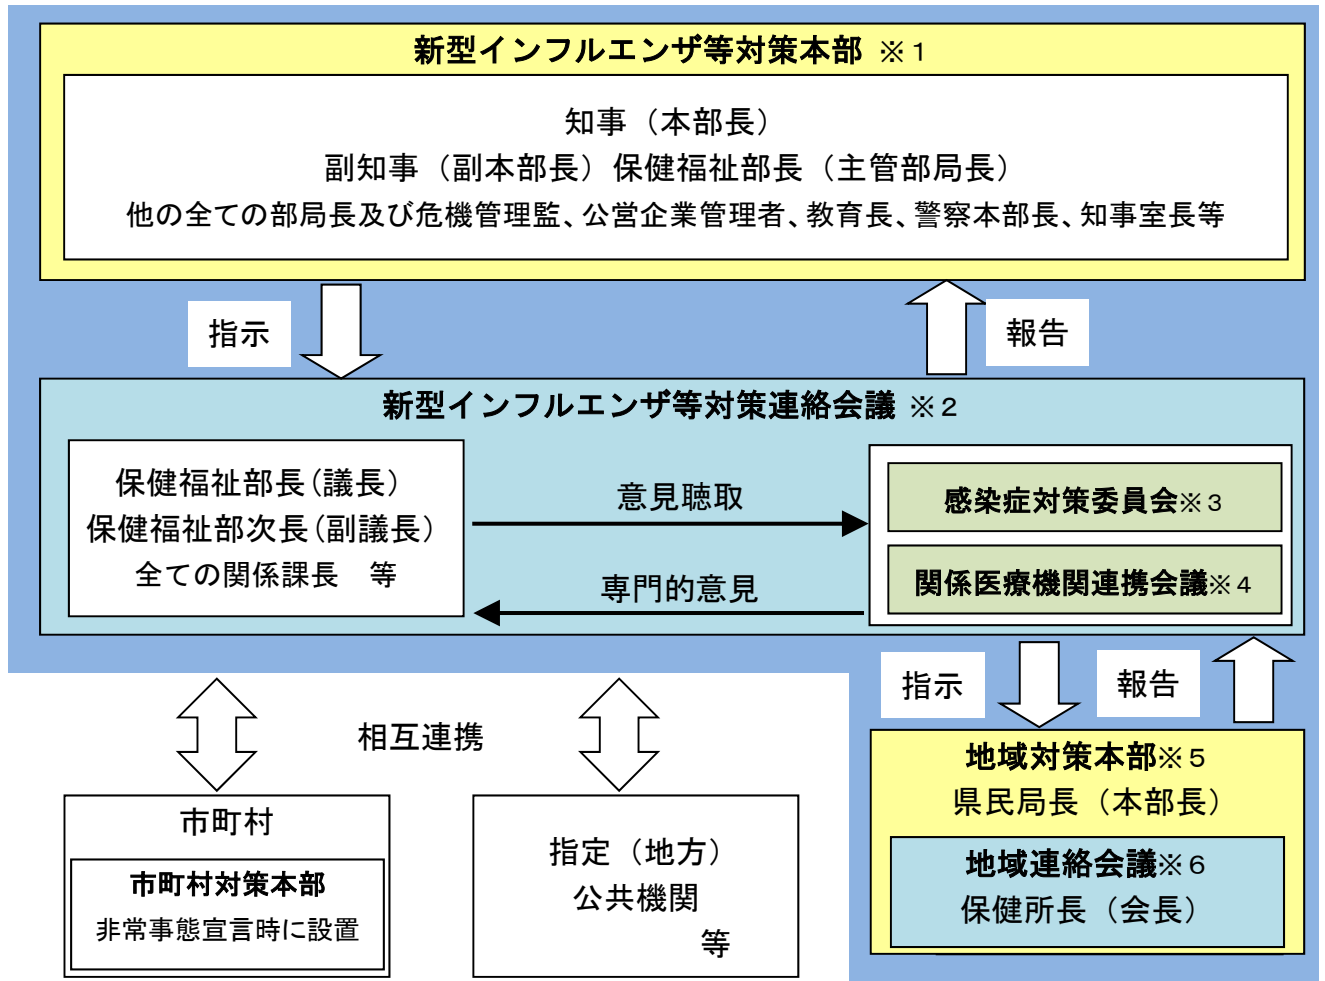 新型インフルエンザ等対策本部 ※１
知事（本部長）
副知事（副本部長）保健福祉部長（主管部局長）
他の全ての部局長及び危機管理監、公営企業管理者、教育長、警察本部長、知事室長等
指示
報告
新型インフルエンザ等対策連絡会議 ※２
保健福祉部長（議長）
保健福祉部次長（副議長）
全ての関係課長　等
意見聴取
専門的意見
感染症対策委員会※３
関係医療機関連携会議※４
指示
報告
相互連携
市町村
市町村対策本部
非常事態宣言時に設置
指定（地方）
公共機関
等
地域対策本部※５
県民局長（本部長）
地域連絡会議※６
保健所長（会長）